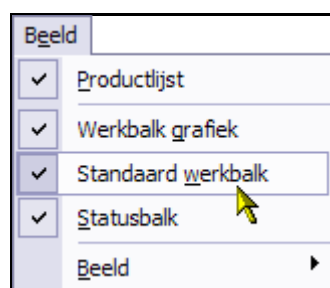 Beeld
Productlijst
Werkbalk grafiek
Standaard werkbalk
Statusbalk
Beeld